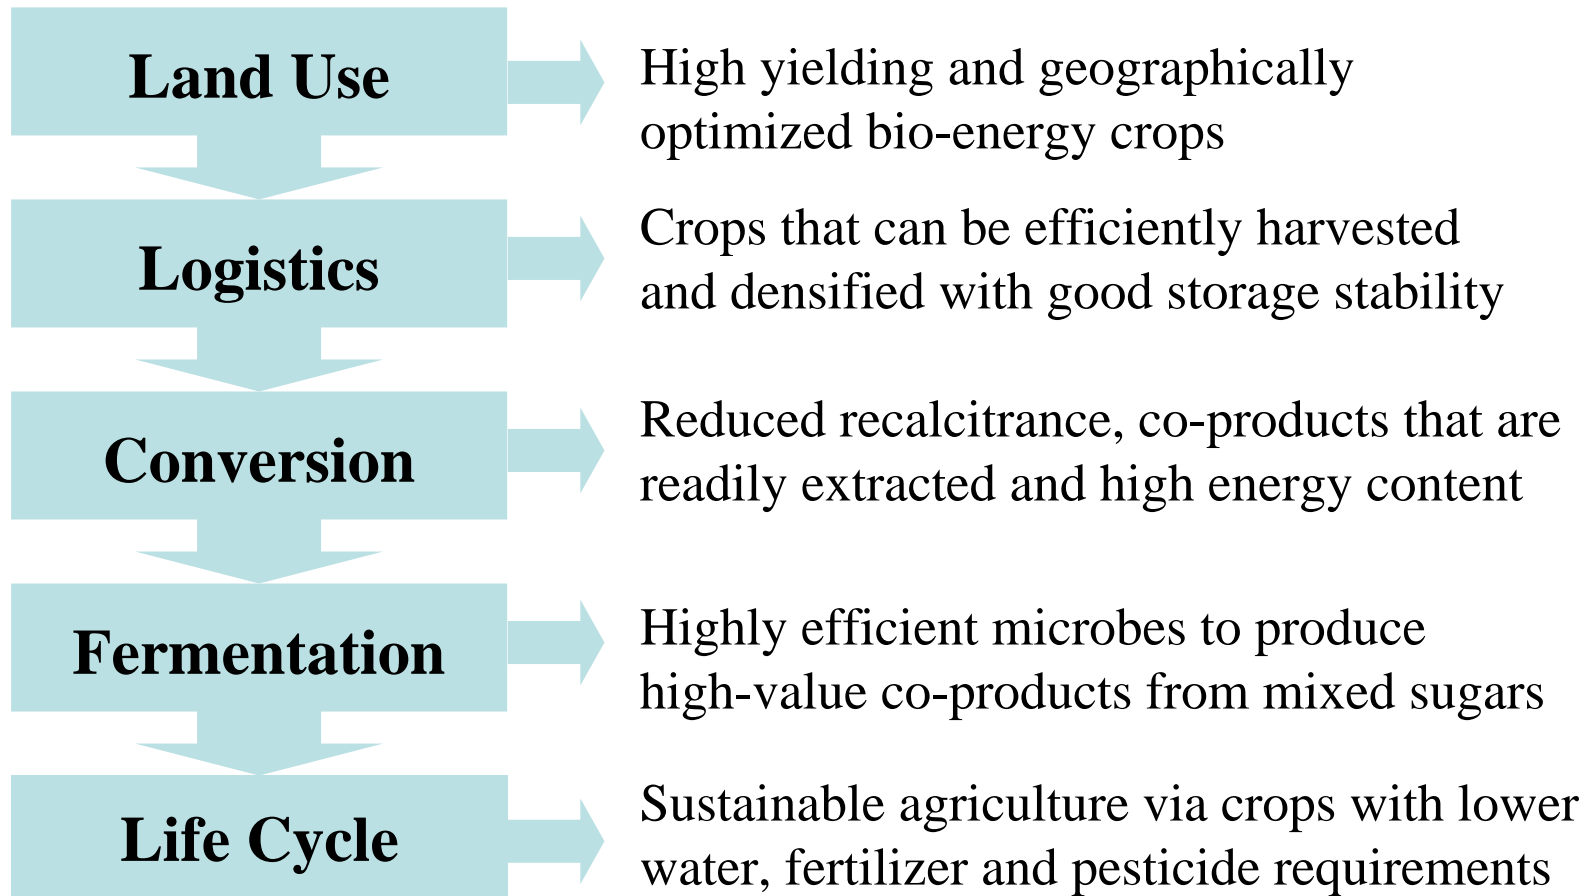 Land Use
High yielding and geographically
optimized bio-energy crops
Logistics
Crops that can be efficiently harvested
and densified with good storage stability
Conversion
Reduced recalcitrance, co-products that are
readily extracted and high energy content
Fermentation
Highly efficient microbes to produce
high-value co-products from mixed sugars
Life Cycle
Sustainable agriculture via crops with lower
water, fertilizer and pesticide requirements